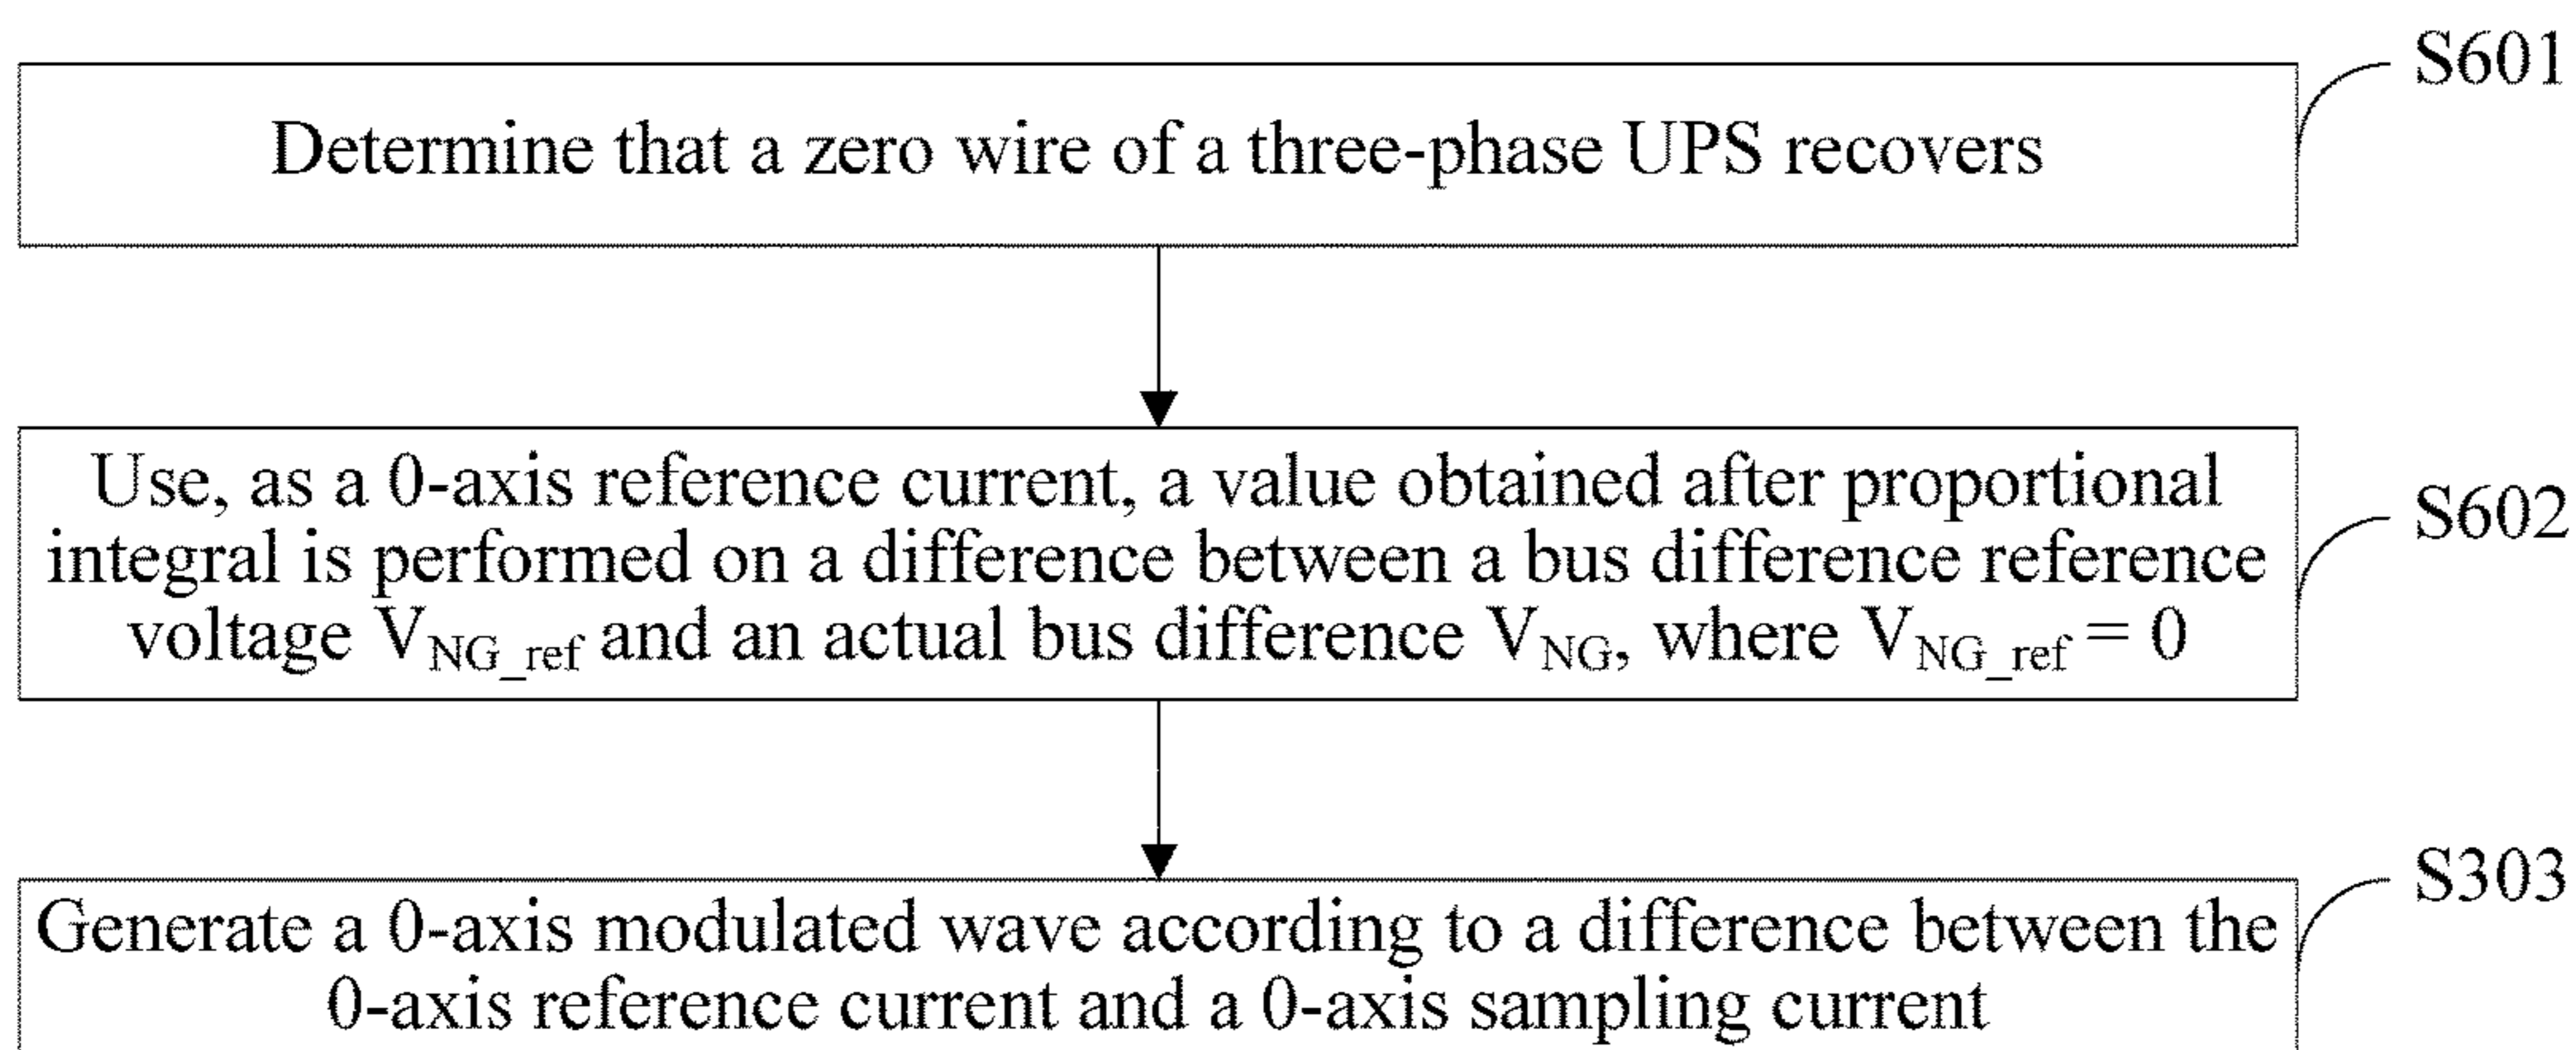 S601
Determine that a zero wire of a three-phase UPS recovers
Use, as a 0-axis reference current, a value obtained after proportional
integral is performed on a difference between a bus difference reference
voltage V_NG_ref and an actual bus difference V_NG, where V_NG_ref = 0
S602
Generate a 0-axis modulated wave according to a difference between the
0-axis reference current and a 0-axis sampling current
S303